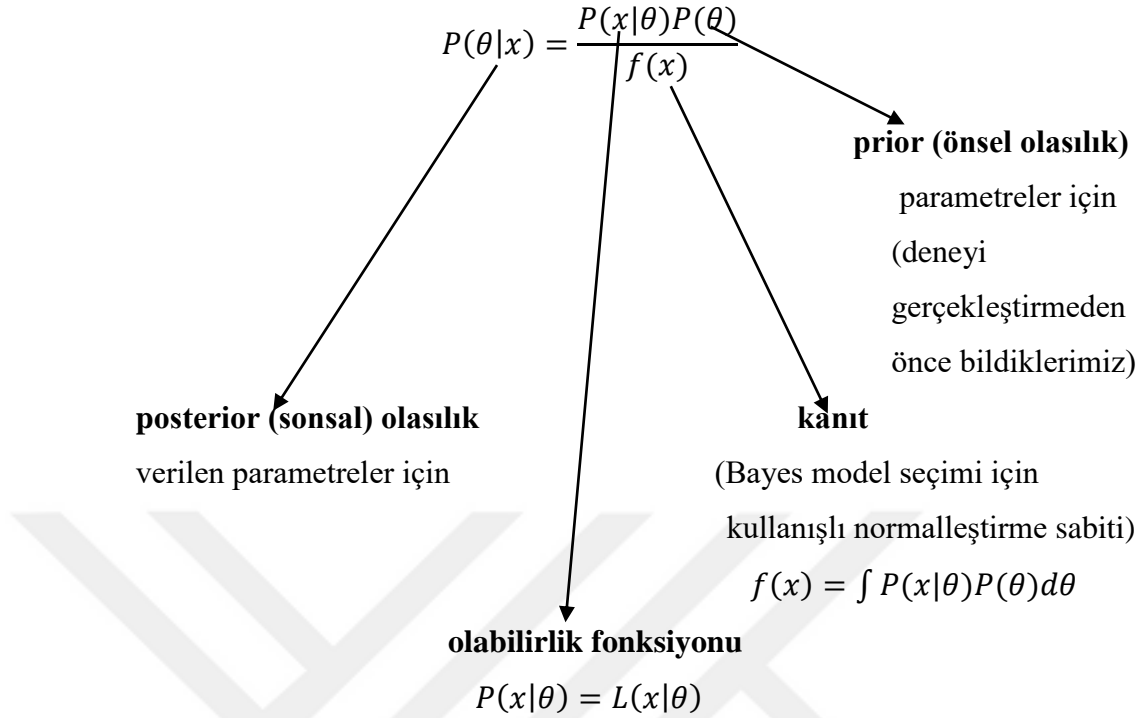 P(θ|x) = P(x|θ)P(θ) / f(x)
prior (önsel olasılık)
parametreler için
(deneyi
gerçekleştirmeden
önce bildiklerimiz)
posterior (sonsal) olasılık
verilen parametreler için
kanıt
(Bayes model seçimi için
kullanışlı normalleştirme sabiti)
f(x) = ∫ P(x|θ)P(θ)dθ
olabilirlik fonksiyonu
P(x|θ) = L(x|θ)